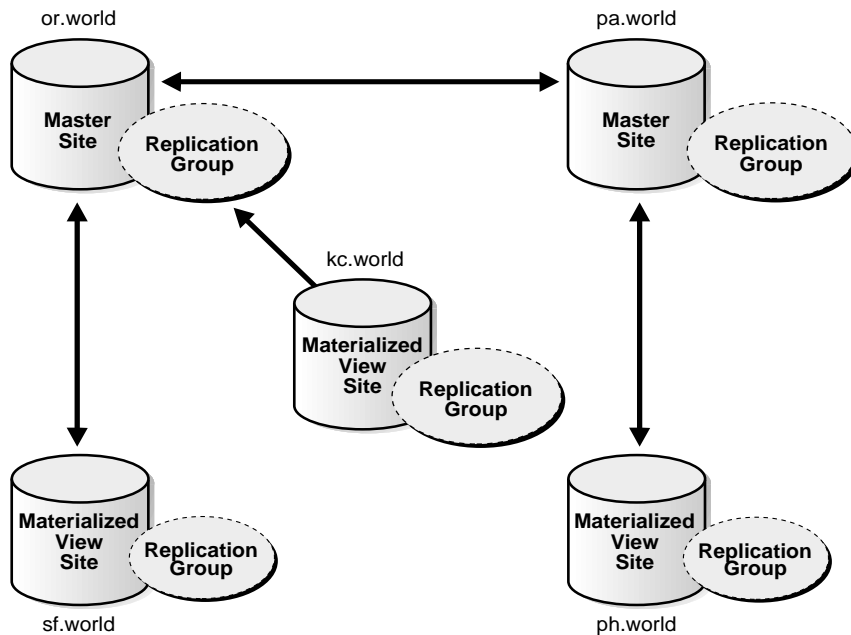 or.world
pa.world
Master
Site
Replication
Group
Master
Site
Replication
Group
kc.world
Materialized
View
Site
Replication
Group
Materialized
View
Site
Replication
Group
sf.world
Materialized
View
Site
Replication
Group
ph.world